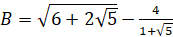 B = √(6 + 2√5) − 4/(1+√5)